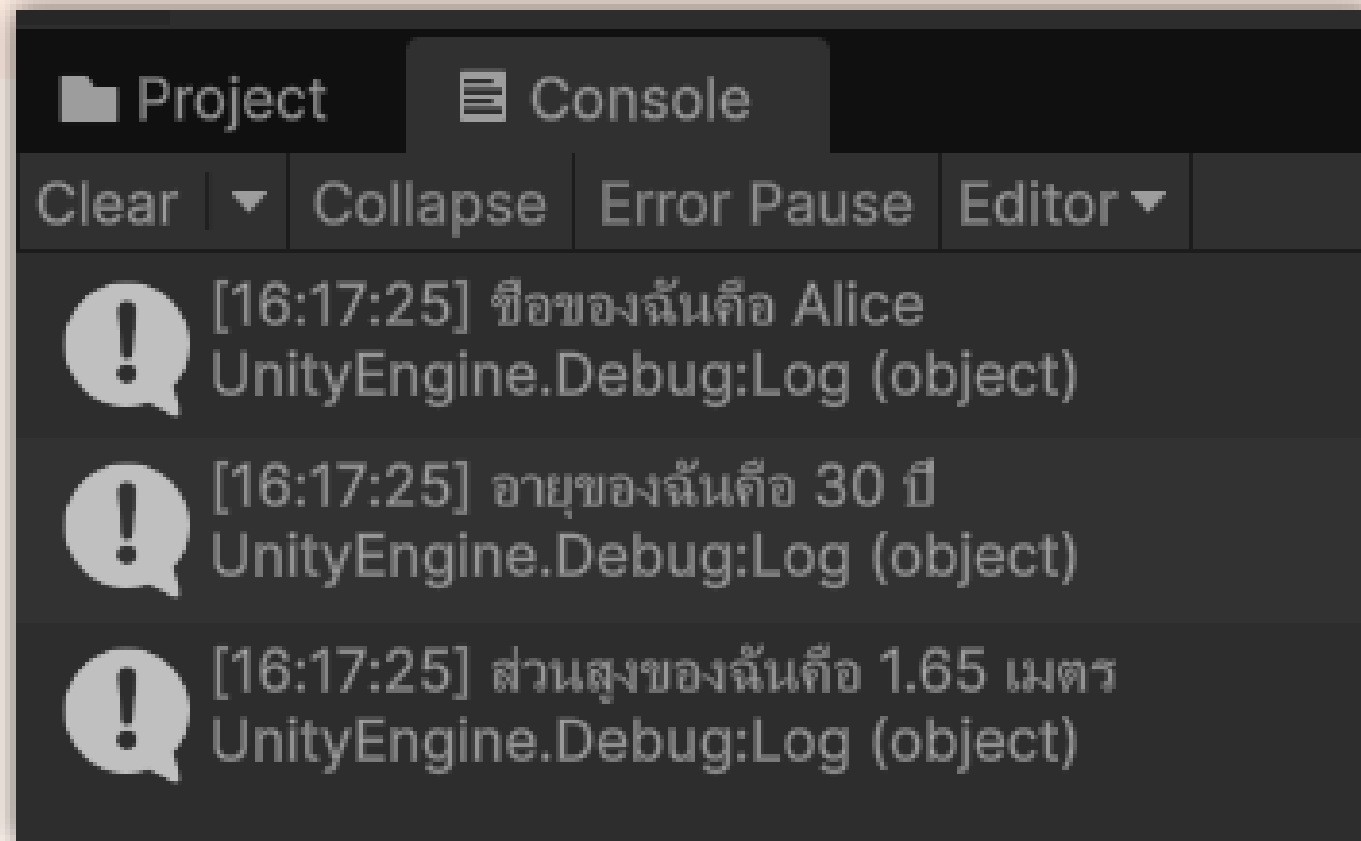 Project Console
Clear Collapse Error Pause Editor
[16:17:25] ชื่อของฉันคือ Alice
UnityEngine.Debug:Log (object)
[16:17:25] อายุของฉันคือ 30 ปี
UnityEngine.Debug:Log (object)
[16:17:25] ส่วนสูงของฉันคือ 1.65 เมตร
UnityEngine.Debug:Log (object)